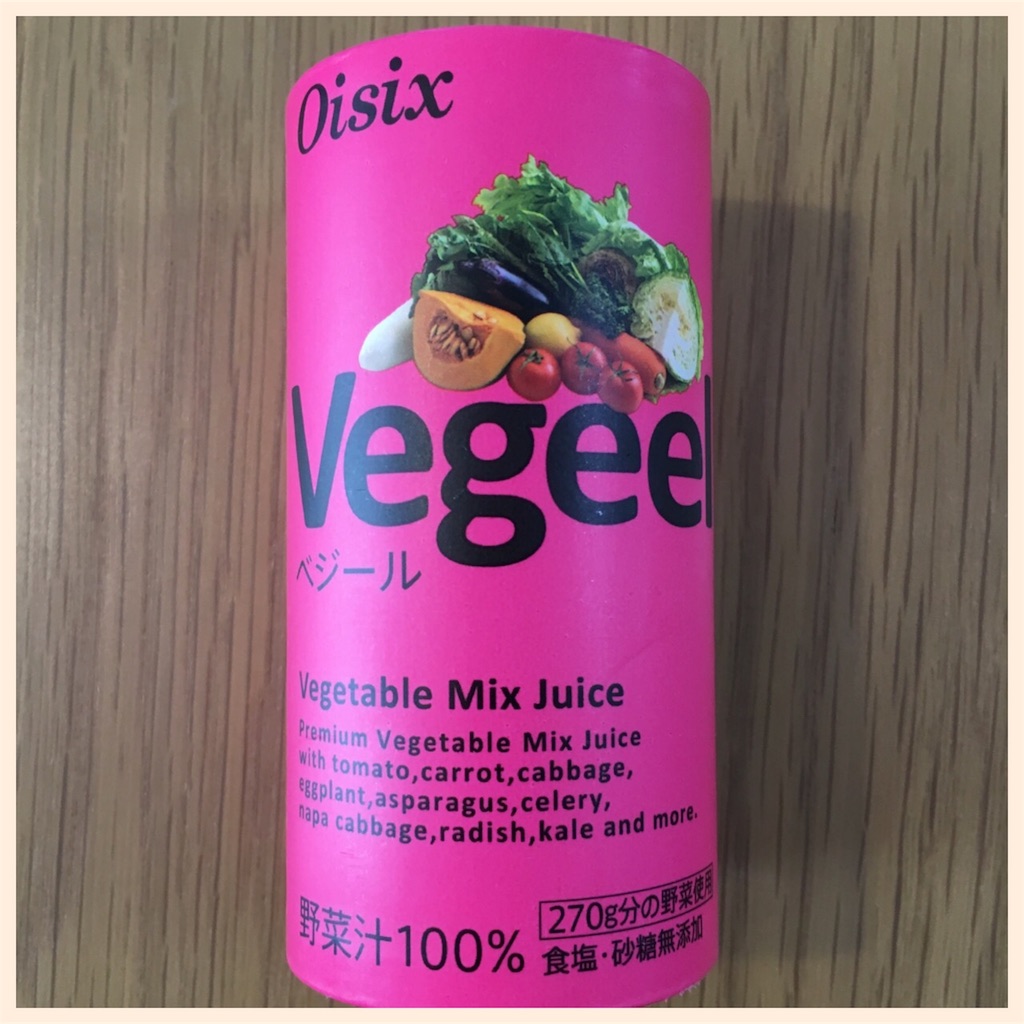 Oisix
Vegeel
ベジール
Vegetable Mix Juice
Premium Vegetable Mix Juice
with tomato,carrot,cabbage,
eggplant,asparagus,celery,
napa cabbage,radish,kale and more.
野菜汁100%
270g分の野菜使用
食塩・砂糖無添加